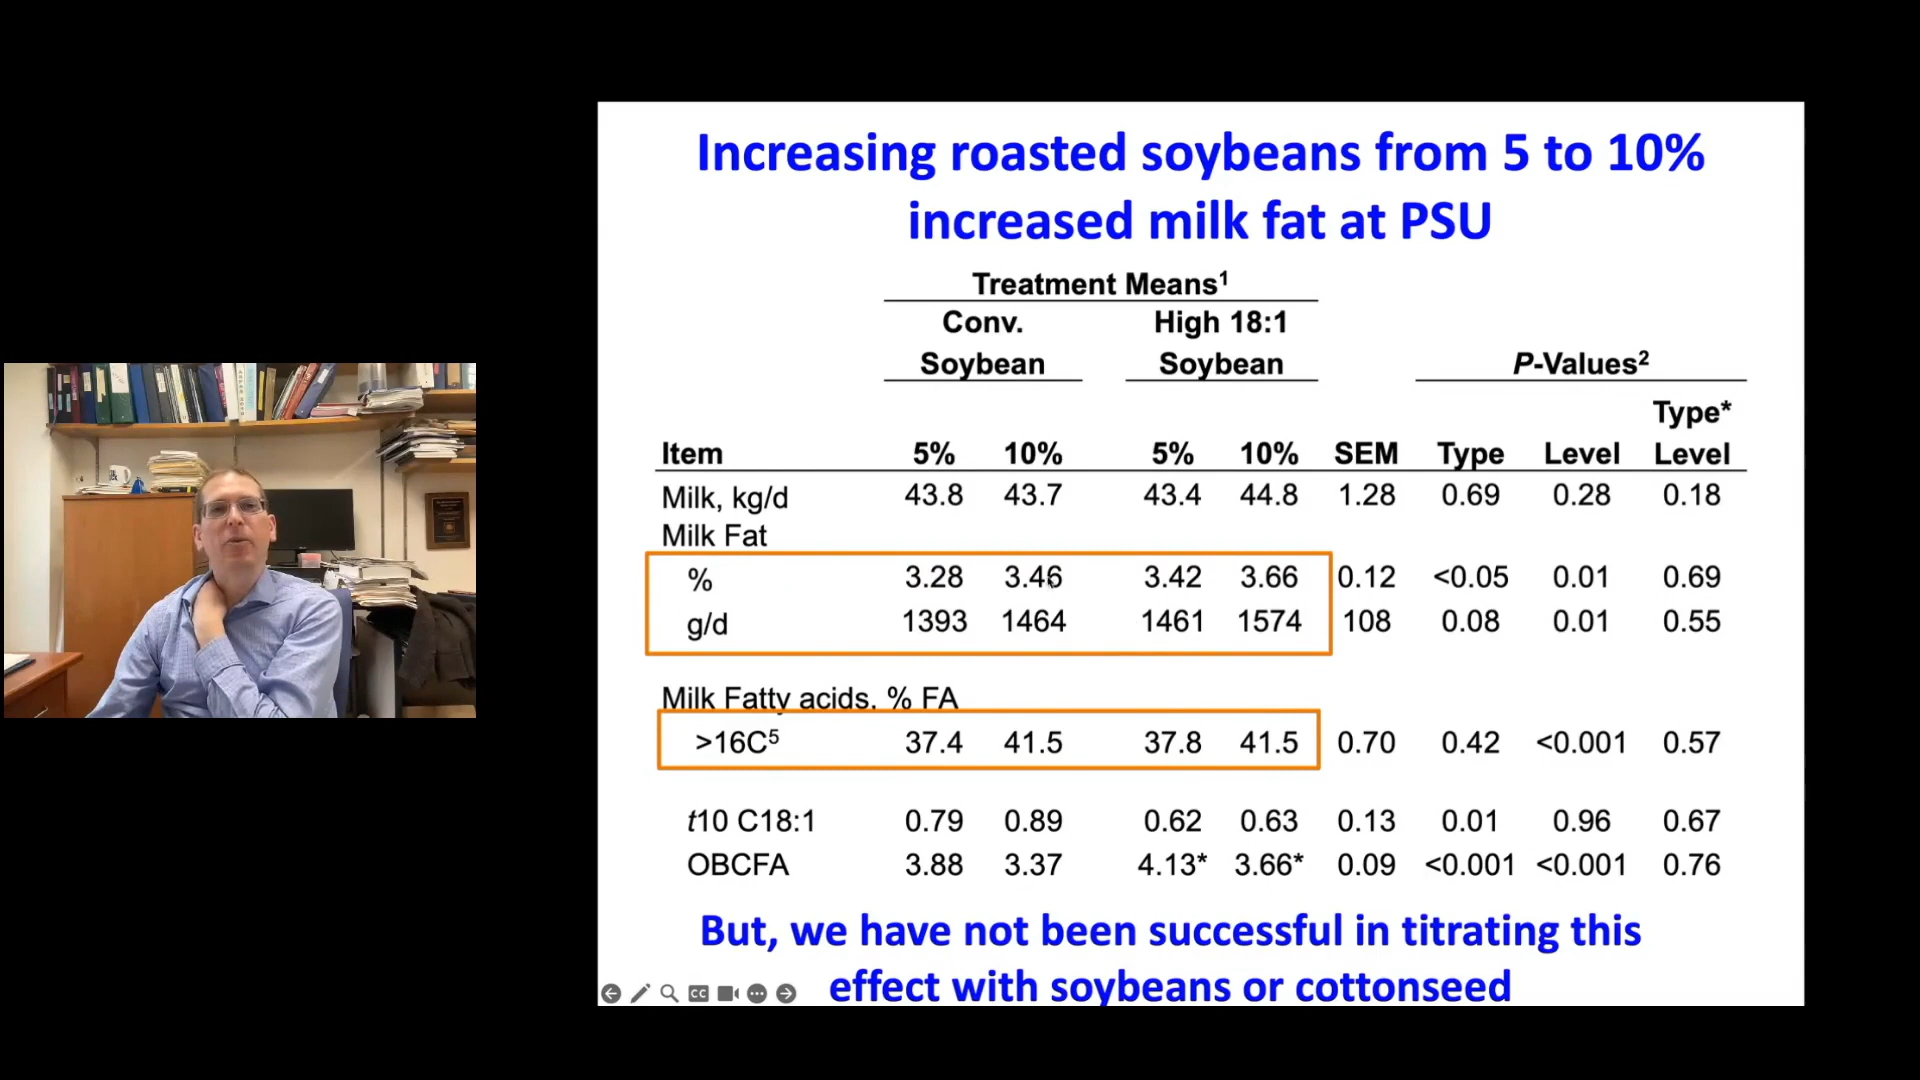 Increasing roasted soybeans from 5 to 10%
increased milk fat at PSU
Treatment Means¹
Conv. High 18:1
Soybean Soybean P-Values²
Type*
Item 5% 10% 5% 10% SEM Type Level Level
Milk, kg/d 43.8 43.7 43.4 44.8 1.28 0.69 0.28 0.18
Milk Fat
% 3.28 3.46 3.42 3.66 0.12 <0.05 0.01 0.69
g/d 1393 1464 1461 1574 108 0.08 0.01 0.55
Milk Fatty acids, % FA
>16C⁵ 37.4 41.5 37.8 41.5 0.70 0.42 <0.001 0.57
t10 C18:1 0.79 0.89 0.62 0.63 0.13 0.01 0.96 0.67
OBCFA 3.88 3.37 4.13* 3.66* 0.09 <0.001 <0.001 0.76
But, we have not been successful in titrating this
effect with soybeans or cottonseed
CC